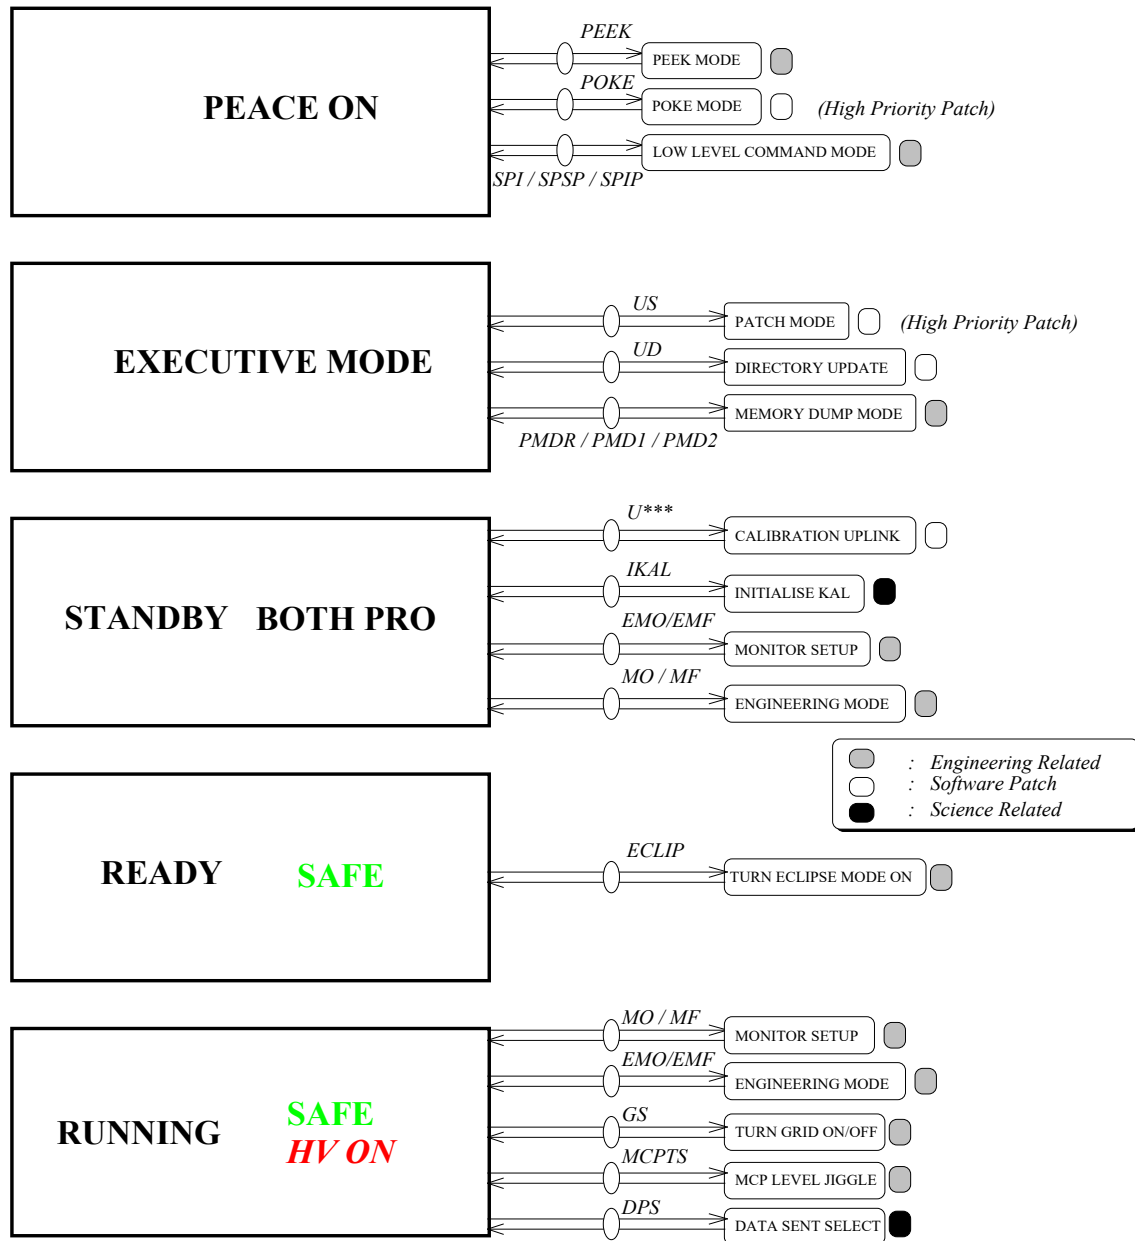 PEEK
PEEK MODE
PEACE ON
POKE
POKE MODE
(High Priority Patch)
LOW LEVEL COMMAND MODE
SPI / SPSP / SPIP
US
PATCH MODE
(High Priority Patch)
EXECUTIVE MODE
UD
DIRECTORY UPDATE
MEMORY DUMP MODE
PMDR / PMD1 / PMD2
U***
CALIBRATION UPLINK
IKAL
INITIALISE KAL
STANDBY BOTH PRO
EMO/EMF
MONITOR SETUP
MO / MF
ENGINEERING MODE
: Engineering Related
: Software Patch
: Science Related
ECLIP
READY SAFE
TURN ECLIPSE MODE ON
MO / MF
MONITOR SETUP
EMO/EMF
ENGINEERING MODE
RUNNING
SAFE
HV ON
GS
TURN GRID ON/OFF
MCPTS
MCP LEVEL JIGGLE
DPS
DATA SENT SELECT